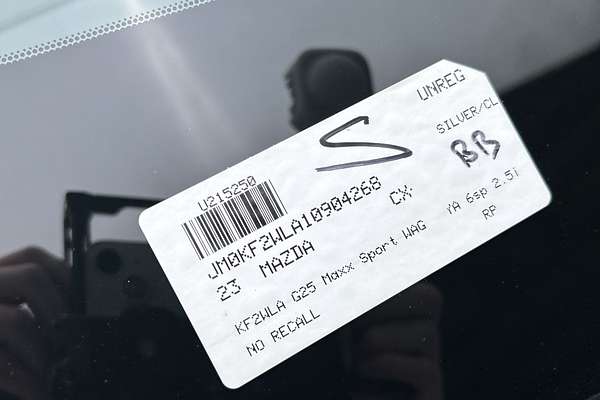 UNREG
U215250
SILVER/CL
S
BB
JM0KF2WLA10904268
23 MAZDA CX-
KF2WLA G25 Maxx Sport WAG YA 6sp 2.5i
NO RECALL RP